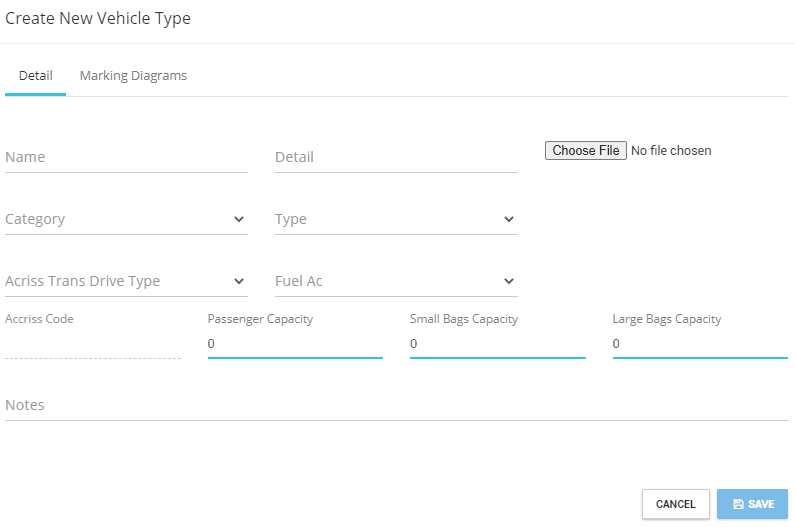 Create New Vehicle Type
Detail Marking Diagrams
Name Detail Choose File No file chosen
Category Type
Acriss Trans Drive Type Fuel Ac
Accriss Code Passenger Capacity Small Bags Capacity Large Bags Capacity
0 0 0
Notes
CANCEL SAVE